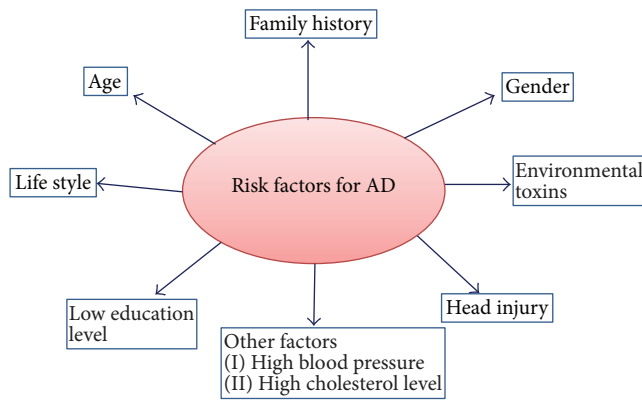 Family history
Age
Gender
Life style
Risk factors for AD
Environmental
toxins
Low education
level
Head injury
Other factors
(I) High blood pressure
(II) High cholesterol level